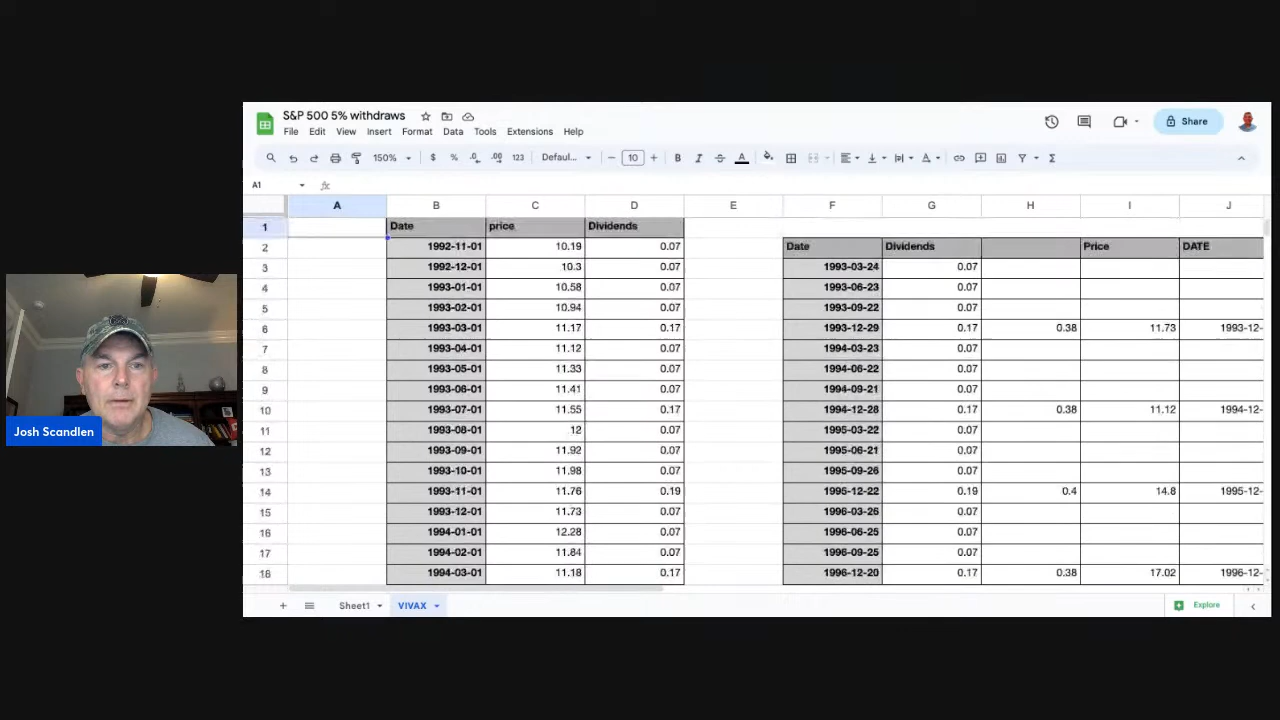 S&P 500 5% withdraws
File Edit View Insert Format Data Tools Extensions Help
Share
150% $ % .0 .00 123 Defaul... 10 B I S A
A1 fx
A B C D E F G H I J
1 Date price Dividends
2 1992-11-01 10.19 0.07 Date Dividends Price DATE
3 1992-12-01 10.3 0.07 1993-03-24 0.07
4 1993-01-01 10.58 0.07 1993-06-23 0.07
5 1993-02-01 10.94 0.07 1993-09-22 0.07
6 1993-03-01 11.17 0.17 1993-12-29 0.17 0.38 11.73 1993-12-
7 1993-04-01 11.12 0.07 1994-03-23 0.07
8 1993-05-01 11.33 0.07 1994-06-22 0.07
9 1993-06-01 11.41 0.07 1994-09-21 0.07
10 1993-07-01 11.55 0.17 1994-12-28 0.17 0.38 11.12 1994-12-
11 1993-08-01 12 0.07 1995-03-22 0.07
12 1993-09-01 11.92 0.07 1995-06-21 0.07
13 1993-10-01 11.98 0.07 1995-09-26 0.07
14 1993-11-01 11.76 0.19 1995-12-22 0.19 0.4 14.8 1995-12-
15 1993-12-01 11.73 0.07 1996-03-26 0.07
16 1994-01-01 12.28 0.07 1996-06-25 0.07
17 1994-02-01 11.84 0.07 1996-09-25 0.07
18 1994-03-01 11.18 0.17 1996-12-20 0.17 0.38 17.02 1996-12-
Sheet1 VIVAX Explore
Josh Scandlen